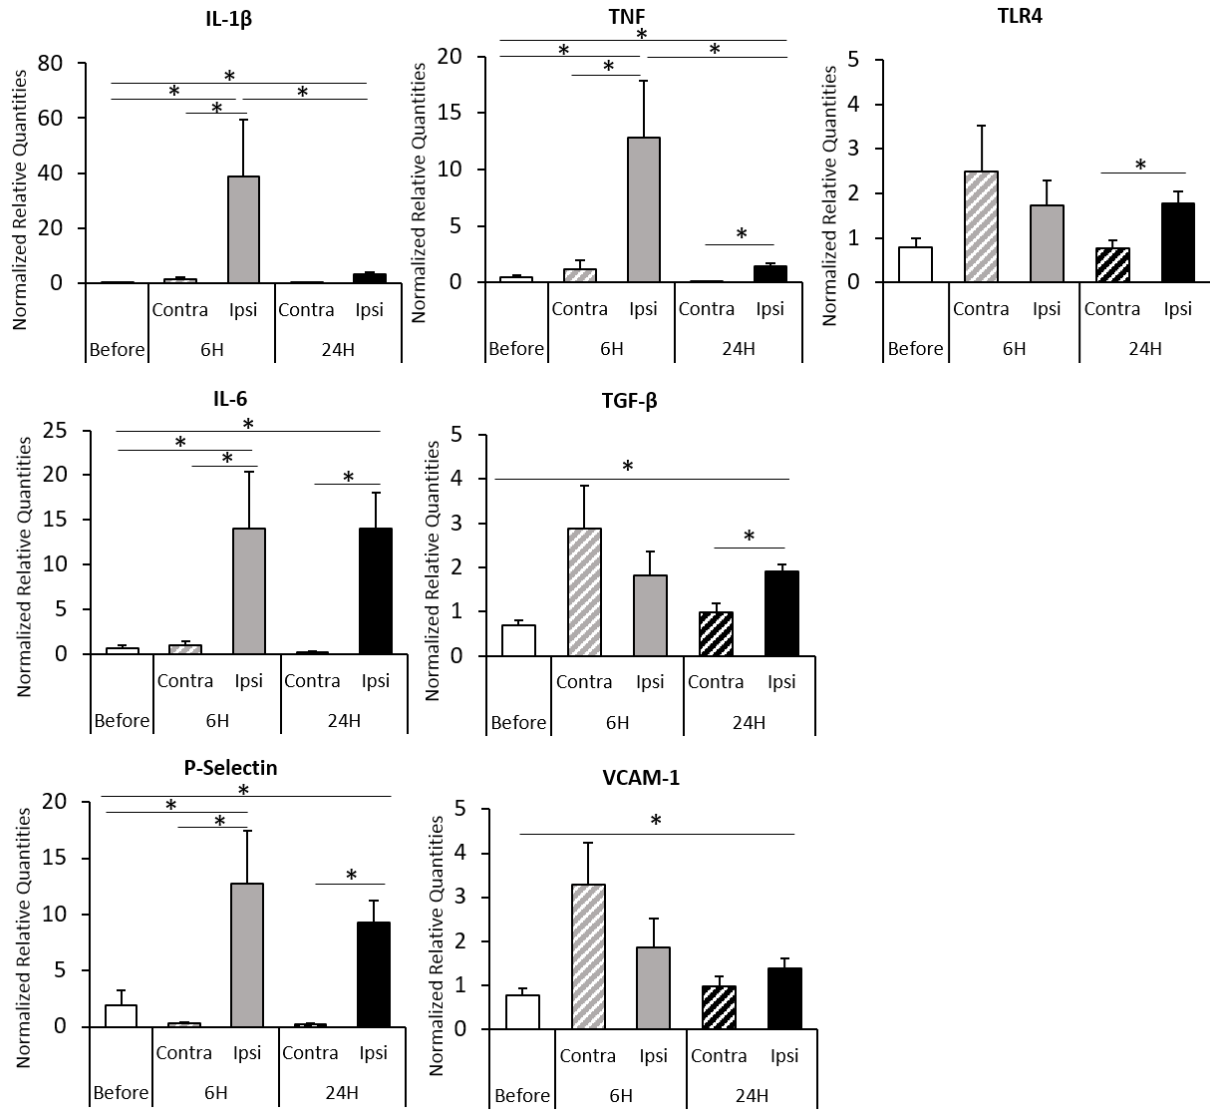 IL-1β
Normalized Relative Quantities
80
60
40
20
0
*
*
*
*
Contra Ipsi Contra Ipsi
Before 6H 24H
TNF
Normalized Relative Quantities
20
15
10
5
0
*
*
*
*
*
Contra Ipsi Contra Ipsi
Before 6H 24H
TLR4
Normalized Relative Quantities
5
4
3
2
1
0
*
Contra Ipsi Contra Ipsi
Before 6H 24H
IL-6
Normalized Relative Quantities
25
20
15
10
5
0
*
*
*
*
Contra Ipsi Contra Ipsi
Before 6H 24H
TGF-β
Normalized Relative Quantities
5
4
3
2
1
0
*
*
Contra Ipsi Contra Ipsi
Before 6H 24H
P-Selectin
Normalized Relative Quantities
20
15
10
5
0
*
*
*
*
Contra Ipsi Contra Ipsi
Before 6H 24H
VCAM-1
Normalized Relative Quantities
5
4
3
2
1
0
*
Contra Ipsi Contra Ipsi
Before 6H 24H